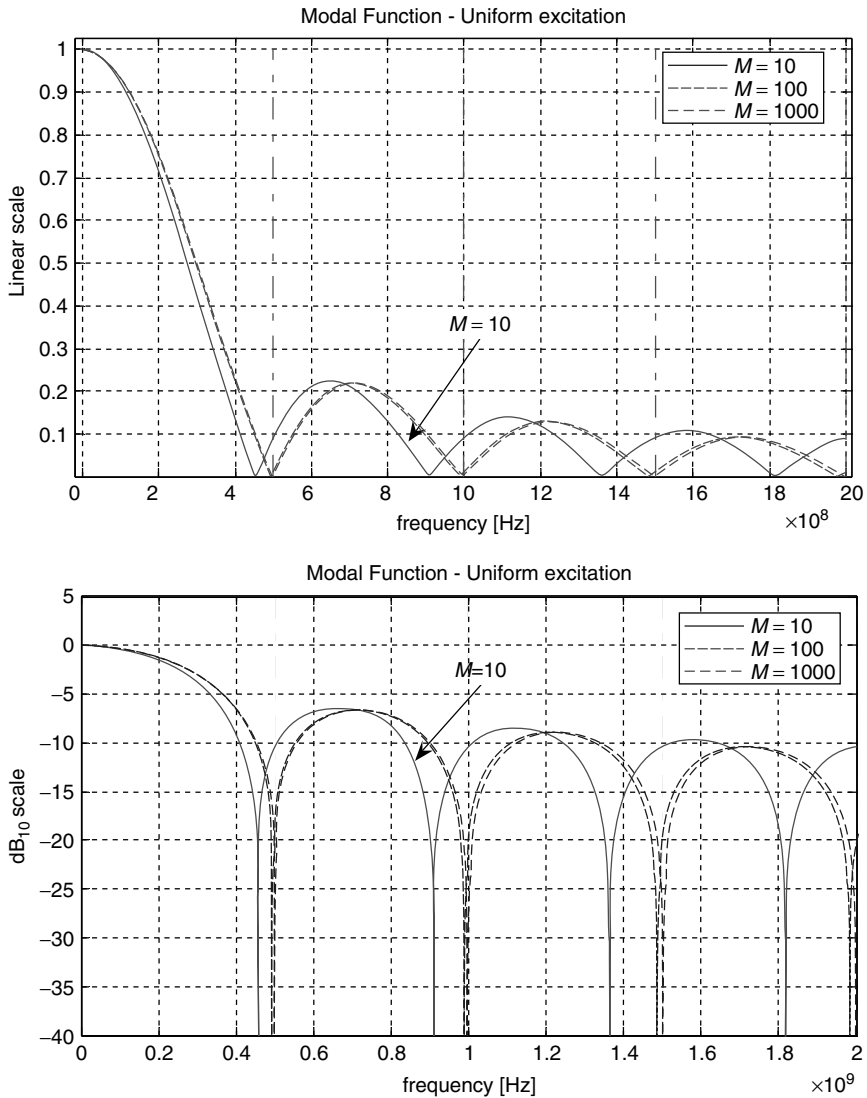 Modal Function - Uniform excitation
1
0.9
0.8
0.7
0.6
0.5
0.4
0.3
0.2
0.1
Linear scale
M = 10
M = 100
M = 1000
M = 10
0 2 4 6 8 10 12 14 16 18 20
frequency [Hz]
×10⁸
Modal Function - Uniform excitation
5
0
−5
−10
−15
−20
−25
−30
−35
−40
dB₁₀ scale
M = 10
M = 100
M = 1000
M=10
0 0.2 0.4 0.6 0.8 1 1.2 1.4 1.6 1.8 2
frequency [Hz]
×10⁹